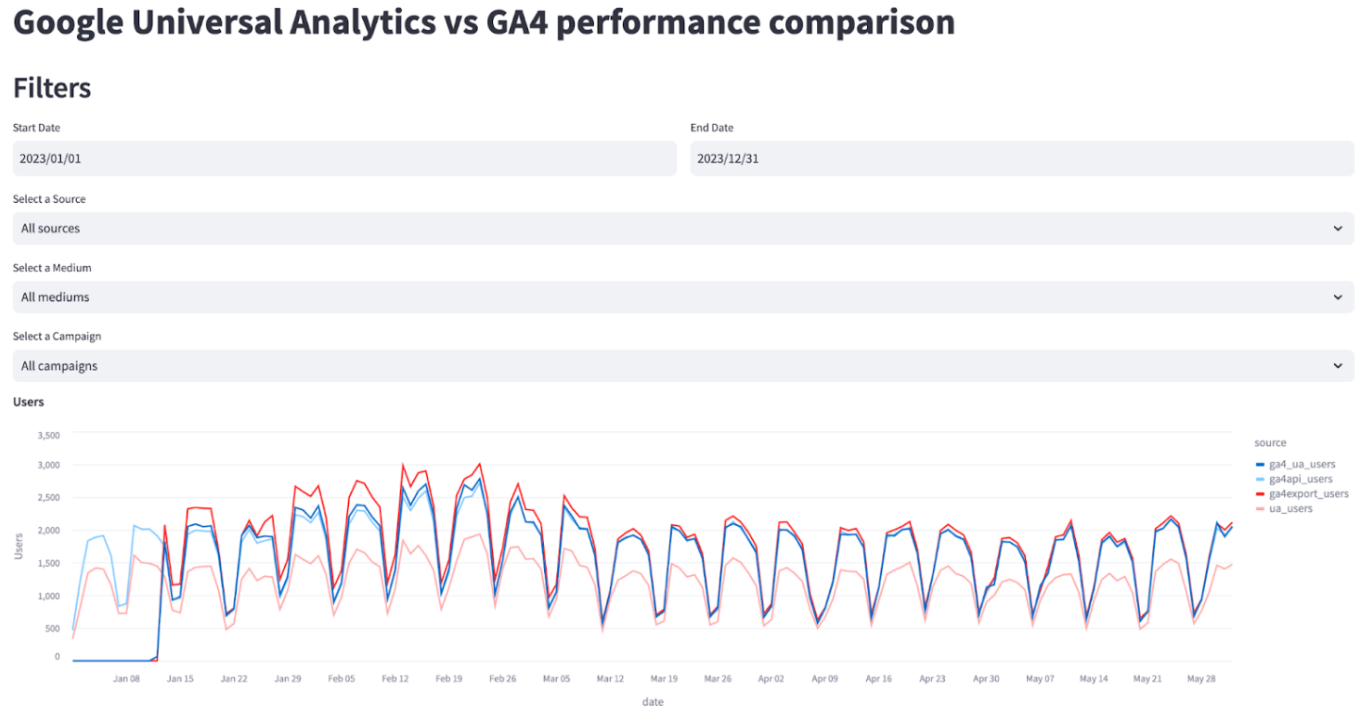 Google Universal Analytics vs GA4 performance comparison
Filters
Start Date
End Date
2023/01/01
2023/12/31
Select a Source
All sources
Select a Medium
All mediums
Select a Campaign
All campaigns
Users
3,500
3,000
2,500
2,000
1,500
1,000
500
0
Users
Jan 08 Jan 15 Jan 22 Jan 29 Feb 05 Feb 12 Feb 19 Feb 26 Mar 05 Mar 12 Mar 19 Mar 26 Apr 02 Apr 09 Apr 16 Apr 23 Apr 30 May 07 May 14 May 21 May 28
date
source
ga4_ua_users
ga4api_users
ga4export_users
ua_users